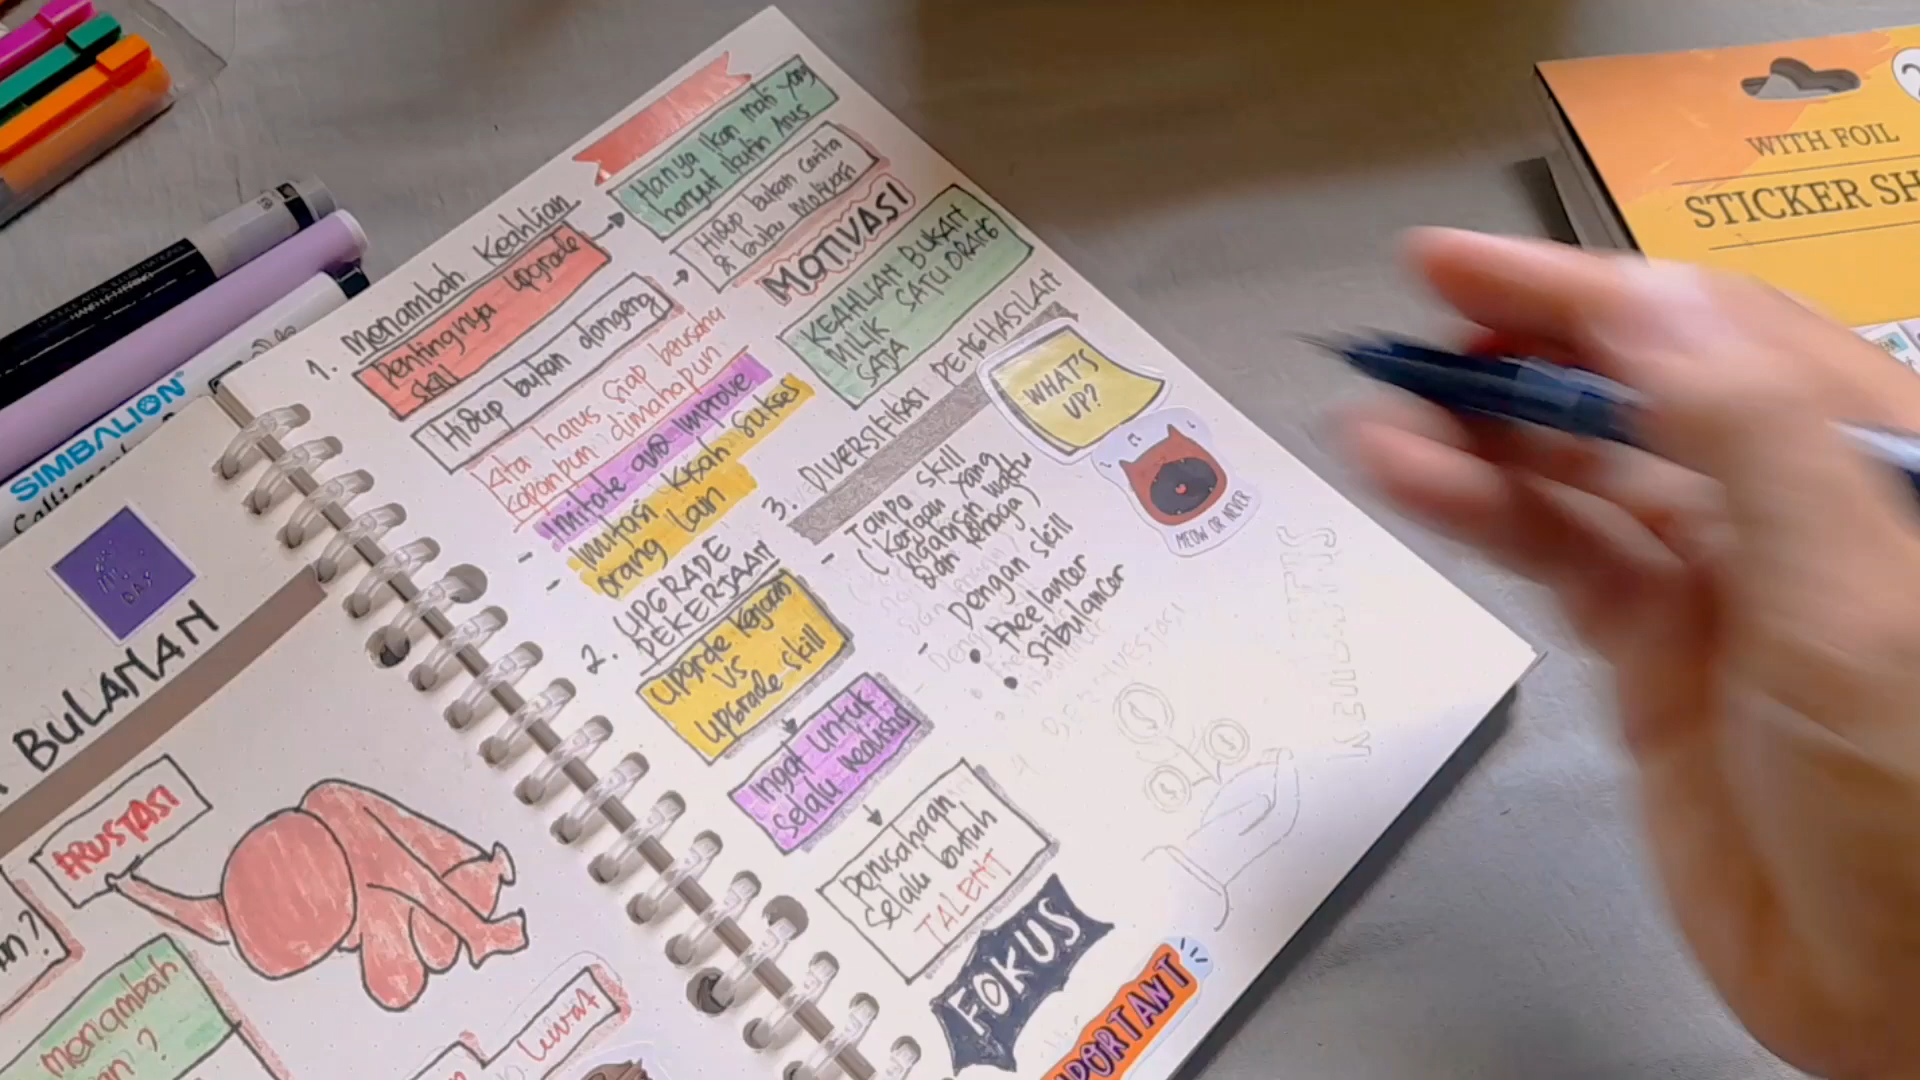 WITH FOIL
STICKER SH
SIMBALION
BULANAN
FRUSTASI
menambah
Luwat
1. Menambah Keahlian
Pentingnya Upgrade
Skill
Hanya Ikan mati yang
hanyut Ikutin Arus
Hidup bukan dongeng
Hidup bukan cerita
& buku motivasi
MOTIVASI
Kita harus siap berusaha
kapanpun dimanapun
KEAHLIAN BUKAN
MILIK SATU ORANG
SAJA
- Imitate and Improve
- Imitasi Kisah Sukses
orang lain
2. UPGRADE
PEKERJAAN
Upgrade Kerjaan
VS
Upgrade Skill
Ingat untuk
Selalu
perusahaan
Selalu butuh
TALENT
FOKUS
IMPORTANT
3. DIVERSIFIKASI PENGHASILAN
- Tanpa Skill
(Kerjaan yang
ngabisin waktu
dan tenaga)
- Dengan Skill
• Freelancer
• Sribulancer
WHAT'S
UP?
MEOW OR NEVER
4 BERINVESTASI